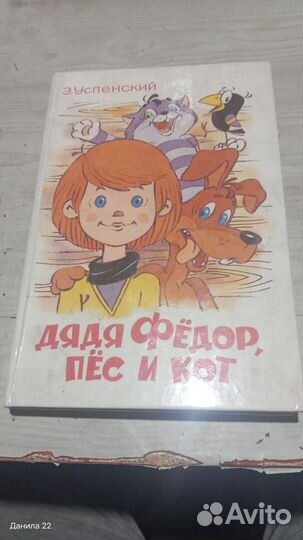 Э.Успенский
ДЯДЯ ФЁДОР,
ПЁС И КОТ
Данила 22
Avito